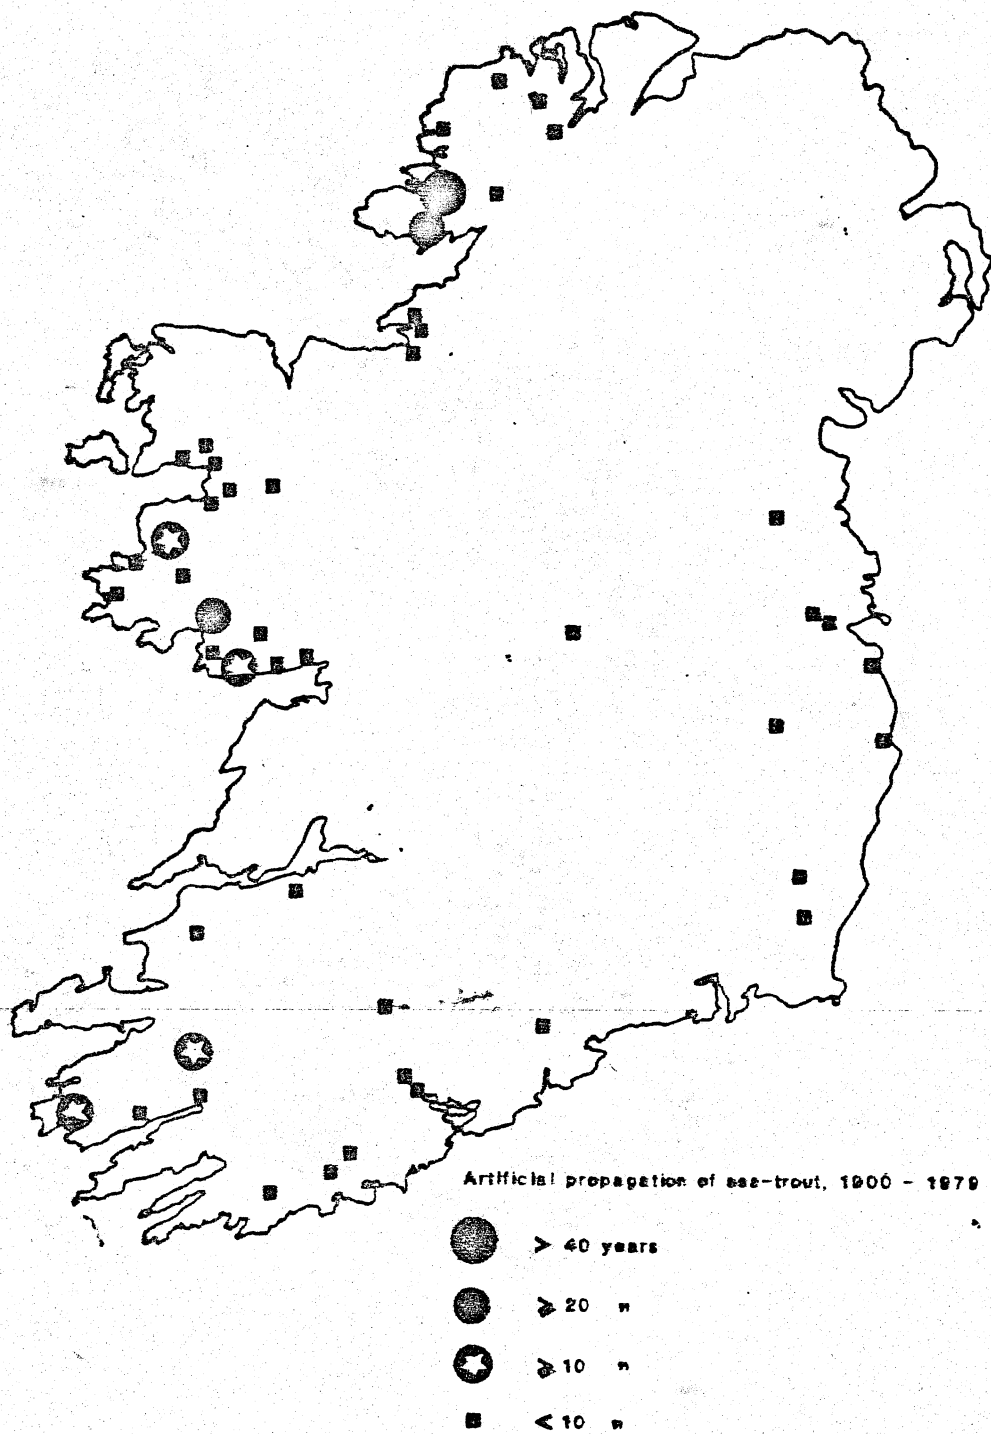 Artificial propagation of sea-trout, 1900 - 1979
> 40 years
⩾ 20 "
⩾ 10 "
< 10 "